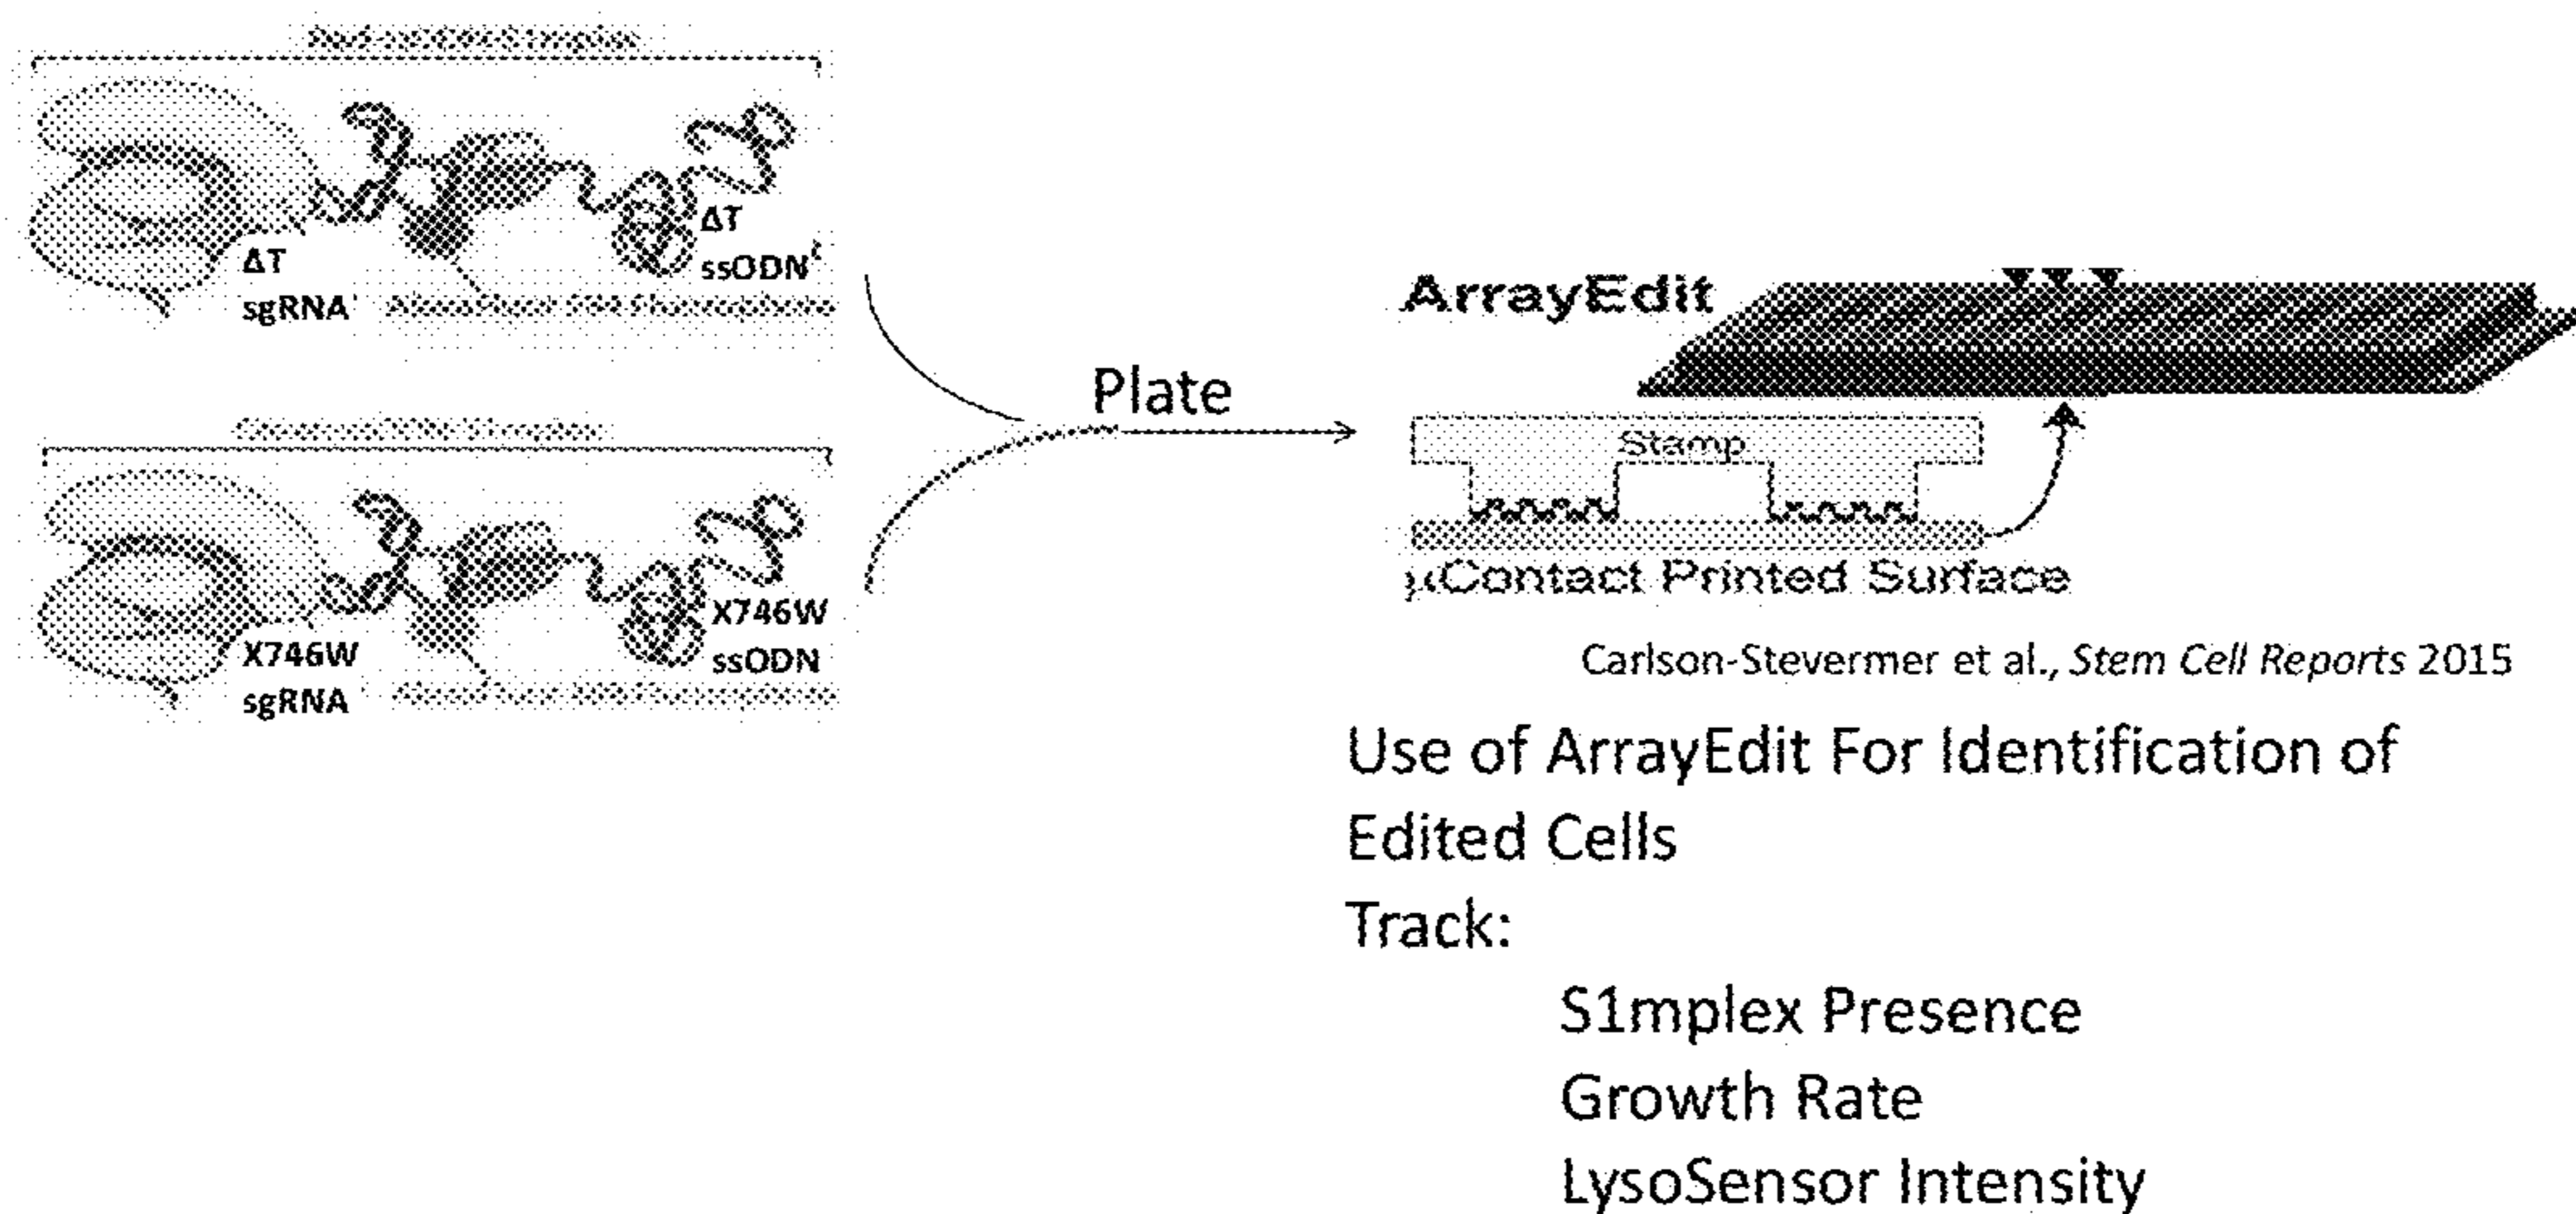 ΔT
sgRNA
ΔT
ssODN
X746W
sgRNA
X746W
ssODN
Plate
ArrayEdit
Stamp
μContact Printed Surface
Carlson-Stevermer et al., Stem Cell Reports 2015
Use of ArrayEdit For Identification of
Edited Cells
Track:
S1mplex Presence
Growth Rate
LysoSensor Intensity